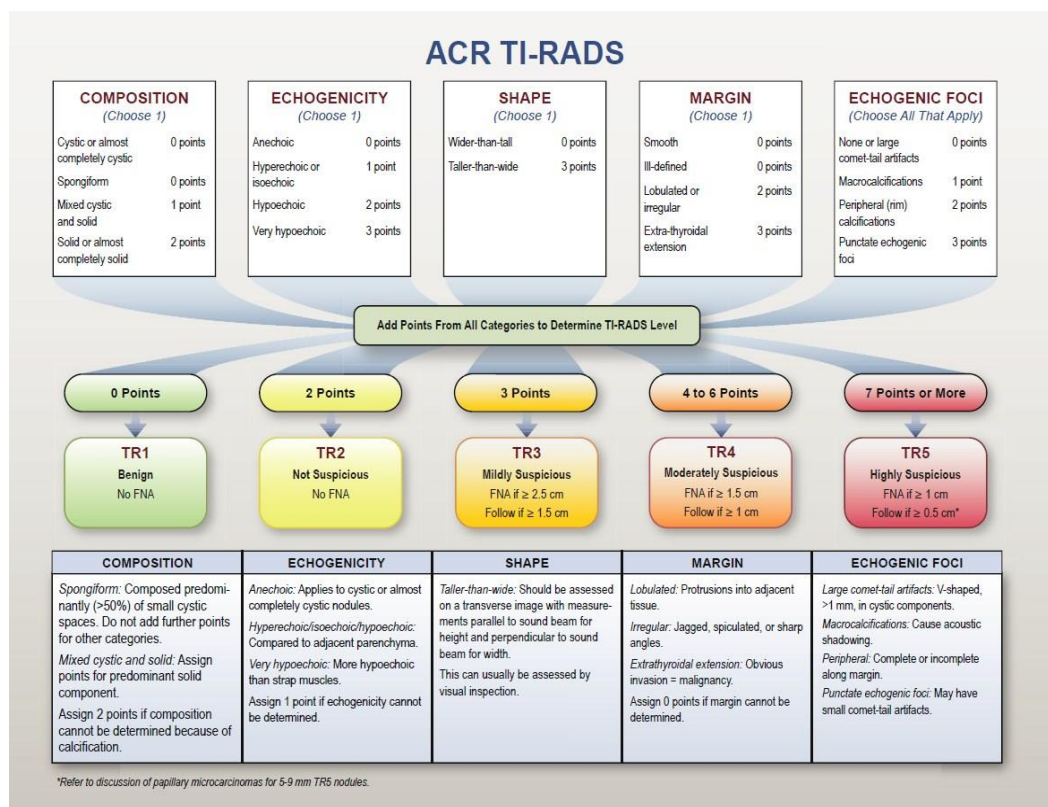 ACR TI-RADS
COMPOSITION
(Choose 1)
Cystic or almost completely cystic 0 points
Spongiform 0 points
Mixed cystic and solid 1 point
Solid or almost completely solid 2 points
ECHOGENICITY
(Choose 1)
Anechoic 0 points
Hyperechoic or isoechoic 1 point
Hypoechoic 2 points
Very hypoechoic 3 points
SHAPE
(Choose 1)
Wider-than-tall 0 points
Taller-than-wide 3 points
MARGIN
(Choose 1)
Smooth 0 points
Ill-defined 0 points
Lobulated or irregular 2 points
Extra-thyroidal extension 3 points
ECHOGENIC FOCI
(Choose All That Apply)
None or large comet-tail artifacts 0 points
Macrocalcifications 1 point
Peripheral (rim) calcifications 2 points
Punctate echogenic foci 3 points
Add Points From All Categories to Determine TI-RADS Level
0 Points
2 Points
3 Points
4 to 6 Points
7 Points or More
TR1
Benign
No FNA
TR2
Not Suspicious
No FNA
TR3
Mildly Suspicious
FNA if ≥ 2.5 cm
Follow if ≥ 1.5 cm
TR4
Moderately Suspicious
FNA if ≥ 1.5 cm
Follow if ≥ 1 cm
TR5
Highly Suspicious
FNA if ≥ 1 cm
Follow if ≥ 0.5 cm*
COMPOSITION
Spongiform: Composed predomi-
nantly (>50%) of small cystic
spaces. Do not add further points
for other categories.
Mixed cystic and solid: Assign
points for predominant solid
component.
Assign 2 points if composition
cannot be determined because of
calcification.
ECHOGENICITY
Anechoic: Applies to cystic or almost
completely cystic nodules.
Hyperechoic/isoechoic/hypoechoic:
Compared to adjacent parenchyma.
Very hypoechoic: More hypoechoic
than strap muscles.
Assign 1 point if echogenicity cannot
be determined.
SHAPE
Taller-than-wide: Should be assessed
on a transverse image with measure-
ments parallel to sound beam for
height and perpendicular to sound
beam for width.
This can usually be assessed by
visual inspection.
MARGIN
Lobulated: Protrusions into adjacent
tissue.
Irregular: Jagged, spiculated, or sharp
angles.
Extrathyroidal extension: Obvious
invasion = malignancy.
Assign 0 points if margin cannot be
determined.
ECHOGENIC FOCI
Large comet-tail artifacts: V-shaped,
>1 mm, in cystic components.
Macrocalcifications: Cause acoustic
shadowing.
Peripheral: Complete or incomplete
along margin.
Punctate echogenic foci: May have
small comet-tail artifacts.
*Refer to discussion of papillary microcarcinomas for 5-9 mm TR5 nodules.